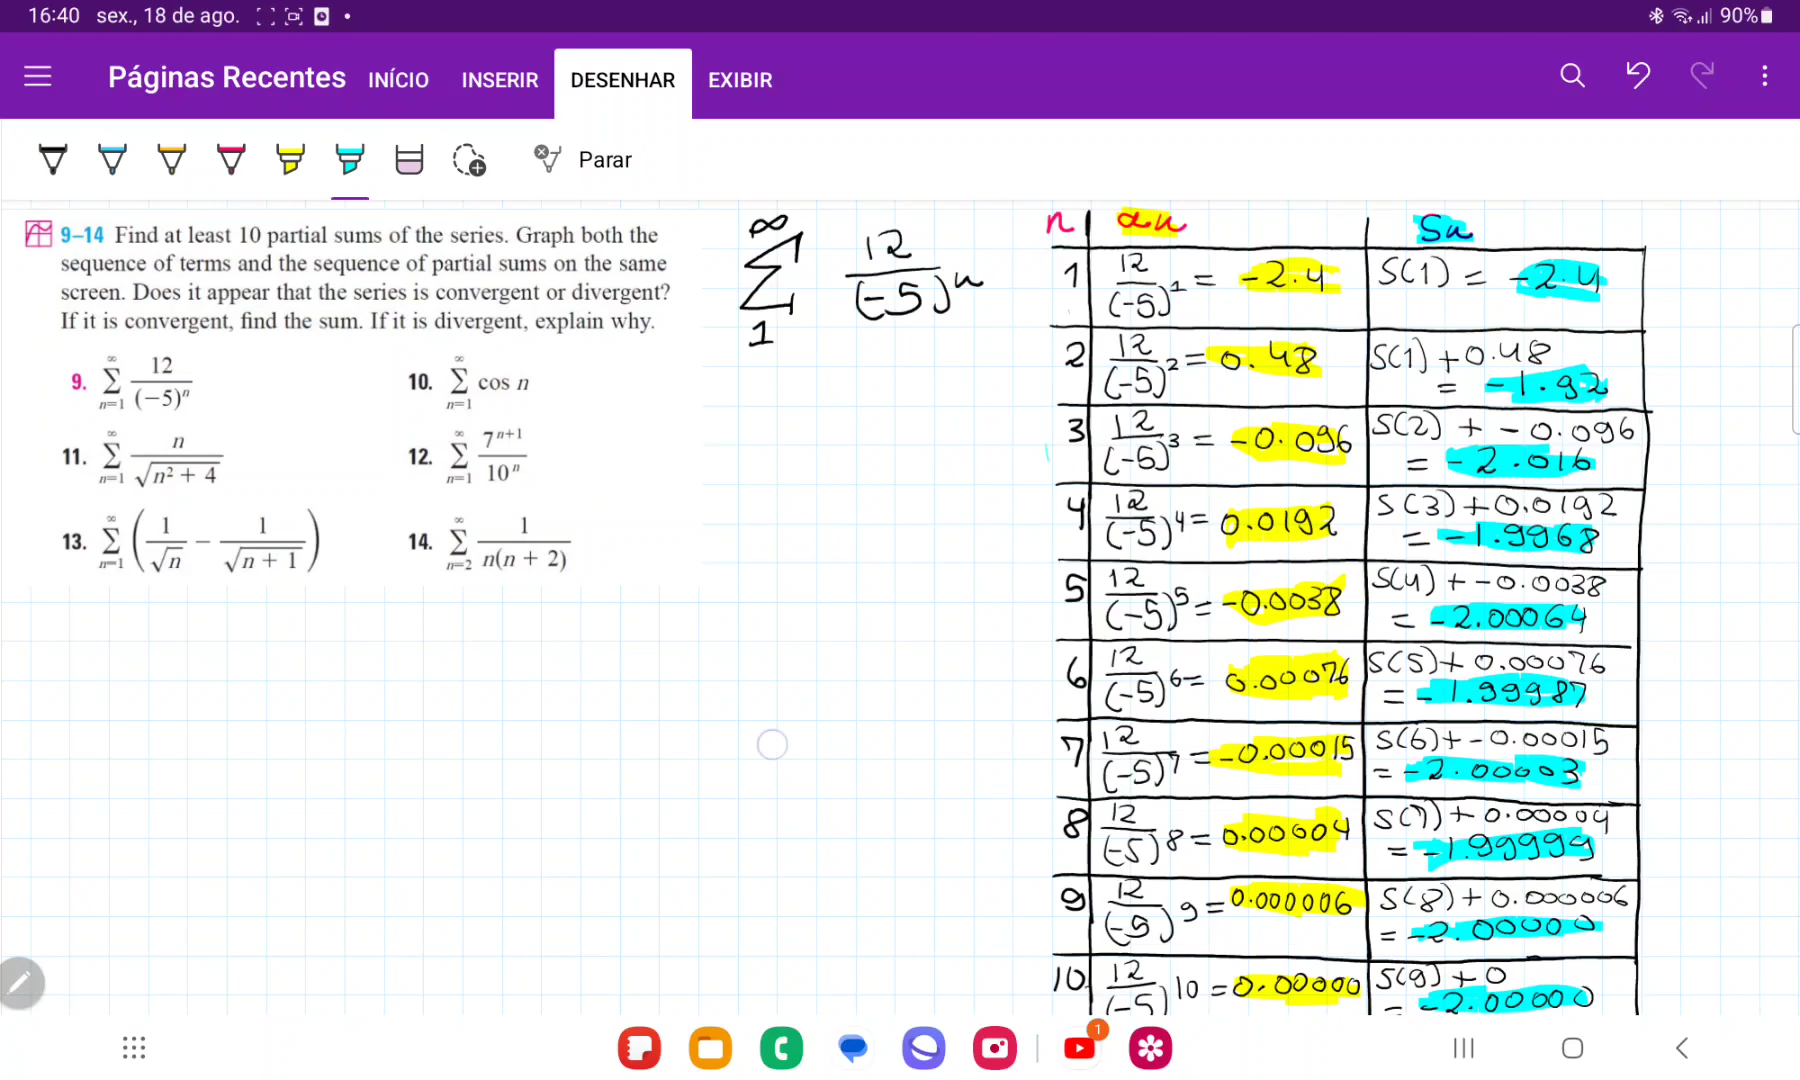 16:40 sex., 18 de ago. 90%
Páginas Recentes INÍCIO INSERIR DESENHAR EXIBIR
Parar
9–14 Find at least 10 partial sums of the series. Graph both the
sequence of terms and the sequence of partial sums on the same
screen. Does it appear that the series is convergent or divergent?
If it is convergent, find the sum. If it is divergent, explain why.
9. ∞ ∑ n=1 12/(−5)ⁿ
10. ∞ ∑ n=1 cos n
11. ∞ ∑ n=1 n/√(n² + 4)
12. ∞ ∑ n=1 7ⁿ⁺¹/10ⁿ
13. ∞ ∑ n=1 (1/√n − 1/√(n + 1))
14. ∞ ∑ n=2 1/(n(n + 2))
∞ ∑ 1 12/(-5)ⁿ
n an Sn
1 12/(-5)¹ = -2.4 S(1) = -2.4
2 12/(-5)² = 0.48 S(1) + 0.48
= -1.92
3 12/(-5)³ = -0.096 S(2) + -0.096
= -2.016
4 12/(-5)⁴ = 0.0192 S(3) + 0.0192
= -1.9968
5 12/(-5)⁵ = -0.0038 S(4) + -0.0038
= -2.00064
6 12/(-5)⁶ = 0.00076 S(5) + 0.00076
= -1.99987
7 12/(-5)⁷ = -0.00015 S(6) + -0.00015
= -2.00003
8 12/(-5)⁸ = 0.00004 S(7) + 0.00004
= -1.99999
9 12/(-5)⁹ = 0.000006 S(8) + 0.000006
= -2.00000
10 12/(-5)¹⁰ = 0.00000 S(9) + 0
= -2.00000
1